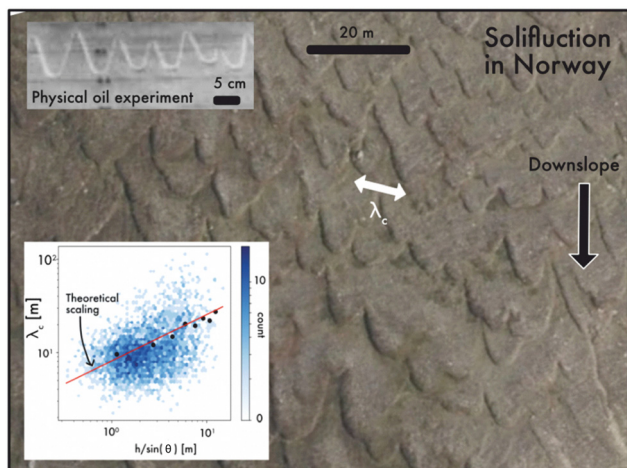 20 m
Solifluction
in Norway
5 cm
Physical oil experiment
Downslope
λc
10²
10¹
λc [m]
Theoretical
scaling
10
count
0
10⁰
10¹
h/sin(θ) [m]